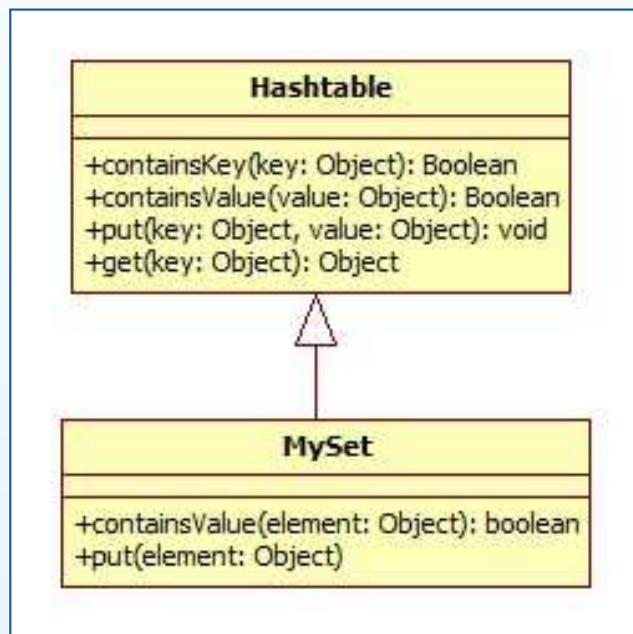 Hashtable
+containsKey(key: Object): Boolean
+containsValue(value: Object): Boolean
+put(key: Object, value: Object): void
+get(key: Object): Object
MySet
+containsValue(element: Object): boolean
+put(element: Object)